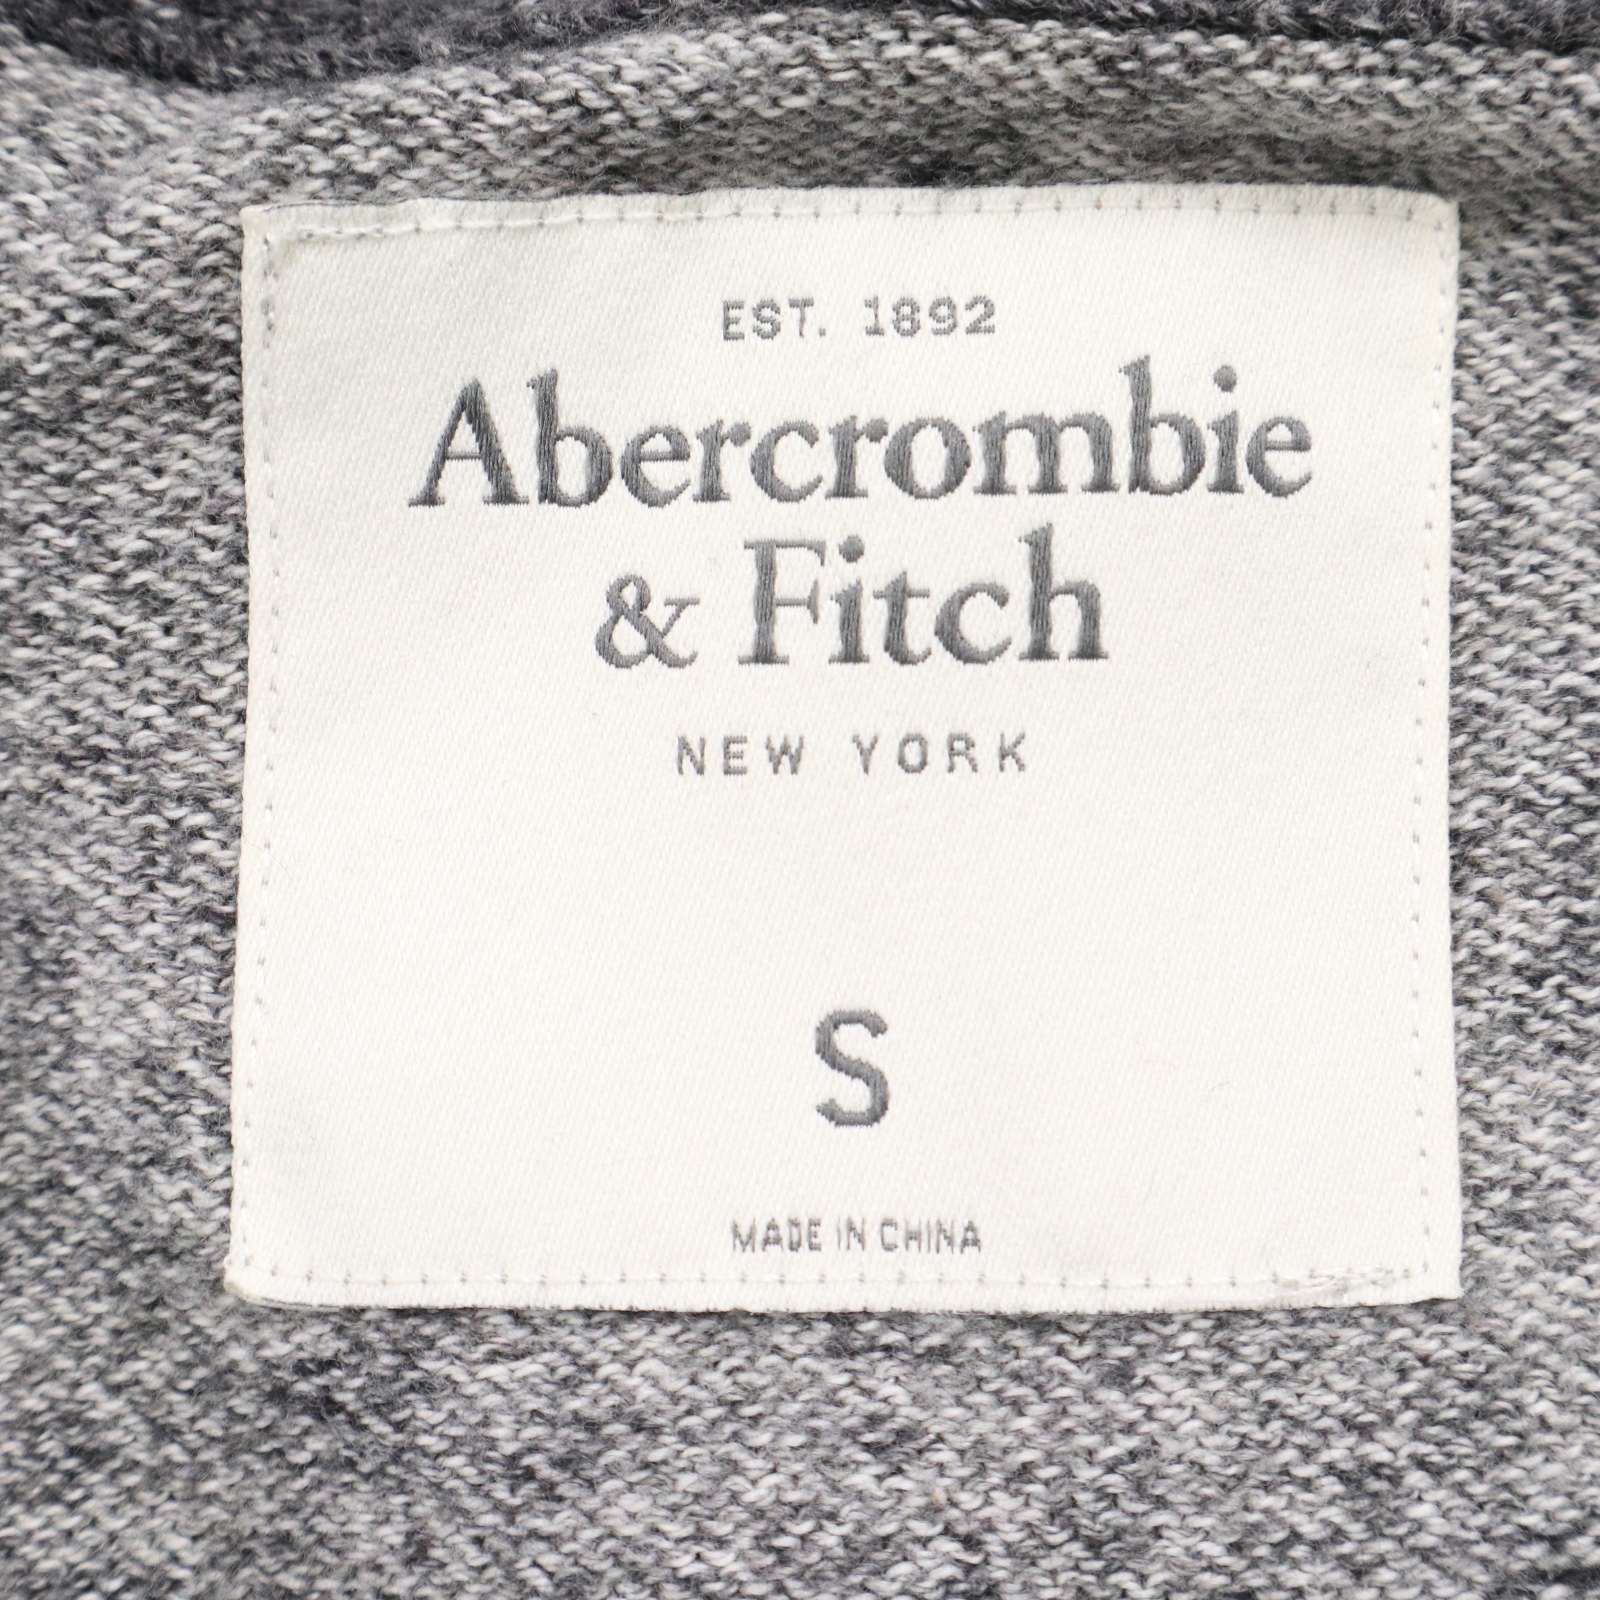 EST. 1892
Abercrombie
& Fitch
NEW YORK
S
MADE IN CHINA